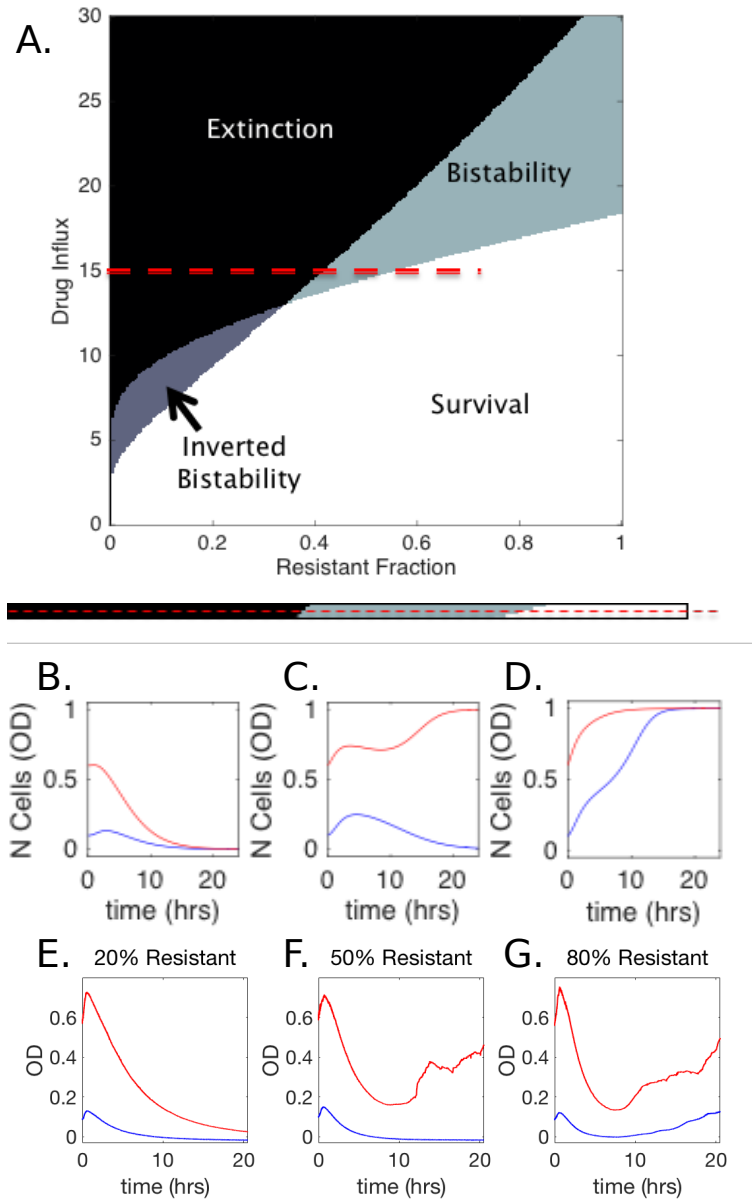 A.
30
25
20
15
10
5
0
Drug Influx
Extinction
Bistability
Survival
Inverted
Bistability
0 0.2 0.4 0.6 0.8 1
Resistant Fraction
B. C. D.
1 1 1
0.5 0.5 0.5
0 0 0
N Cells (OD) N Cells (OD) N Cells (OD)
0 10 20 0 10 20 0 10 20
time (hrs) time (hrs) time (hrs)
E. 20% Resistant F. 50% Resistant G. 80% Resistant
0.6 0.6 0.6
0.4 0.4 0.4
0.2 0.2 0.2
0 0 0
OD OD OD
0 10 20 0 10 20 0 10 20
time (hrs) time (hrs) time (hrs)